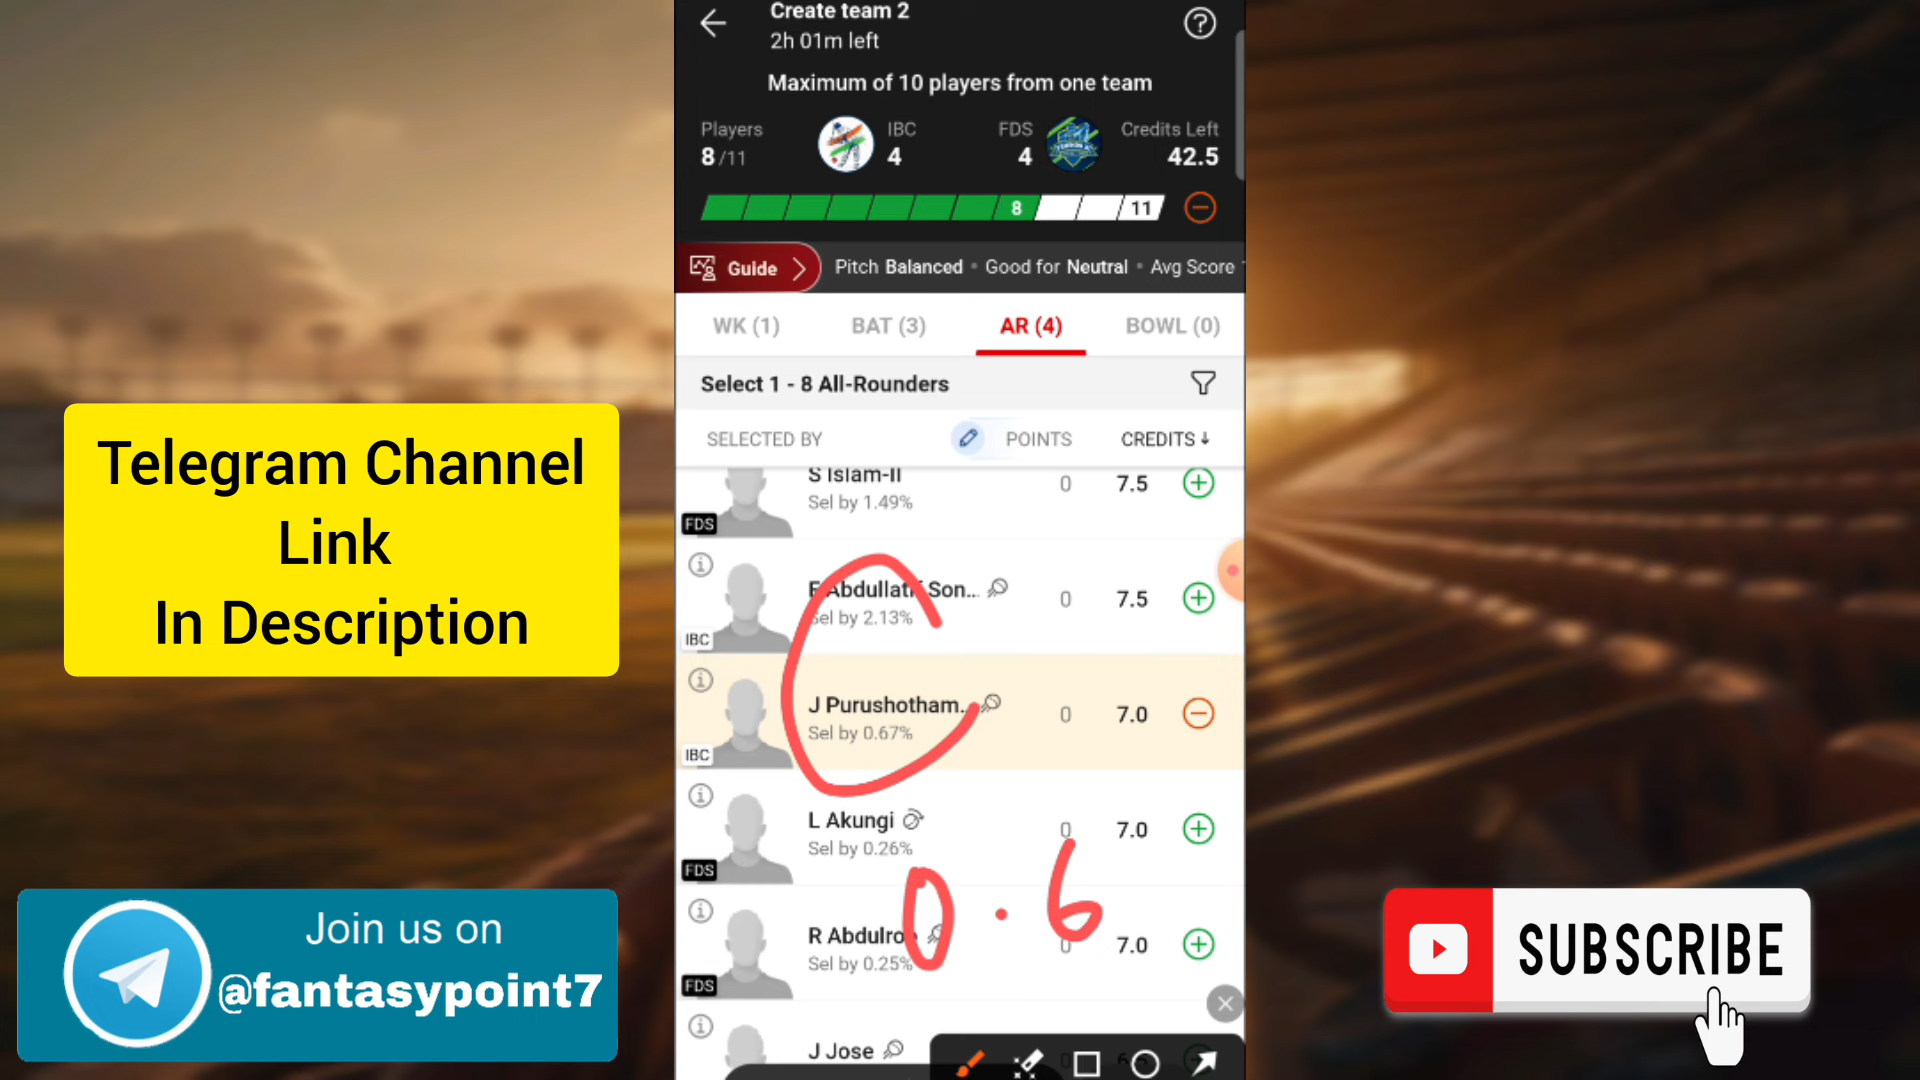 Create team 2
2h 01m left
Maximum of 10 players from one team
Players
8/11
IBC
4
FDS
4
Credits Left
42.5
8
11
Guide
Pitch Balanced • Good for Neutral • Avg Score
WK (1)
BAT (3)
AR (4)
BOWL (0)
Select 1 - 8 All-Rounders
SELECTED BY
POINTS
CREDITS
S Islam-II
0
7.5
Sel by 1.49%
FDS
0
7.5
Sel by 2.13%
IBC
J Purushotham..
0
7.0
Sel by 0.67%
IBC
L Akungi
0
7.0
Sel by 0.26%
FDS
0.6
0
7.0
Sel by 0.25%
FDS
J Jose
Telegram Channel
Link
In Description
Join us on
@fantasypoint7
SUBSCRIBE